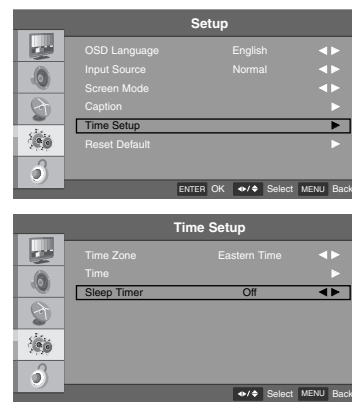 Setup
OSD Language English
Input Source Normal
Screen Mode
Caption
Time Setup
Reset Default
ENTER OK Select MENU Back
Time Setup
Time Zone Eastern Time
Time
Sleep Timer Off
Select MENU Back